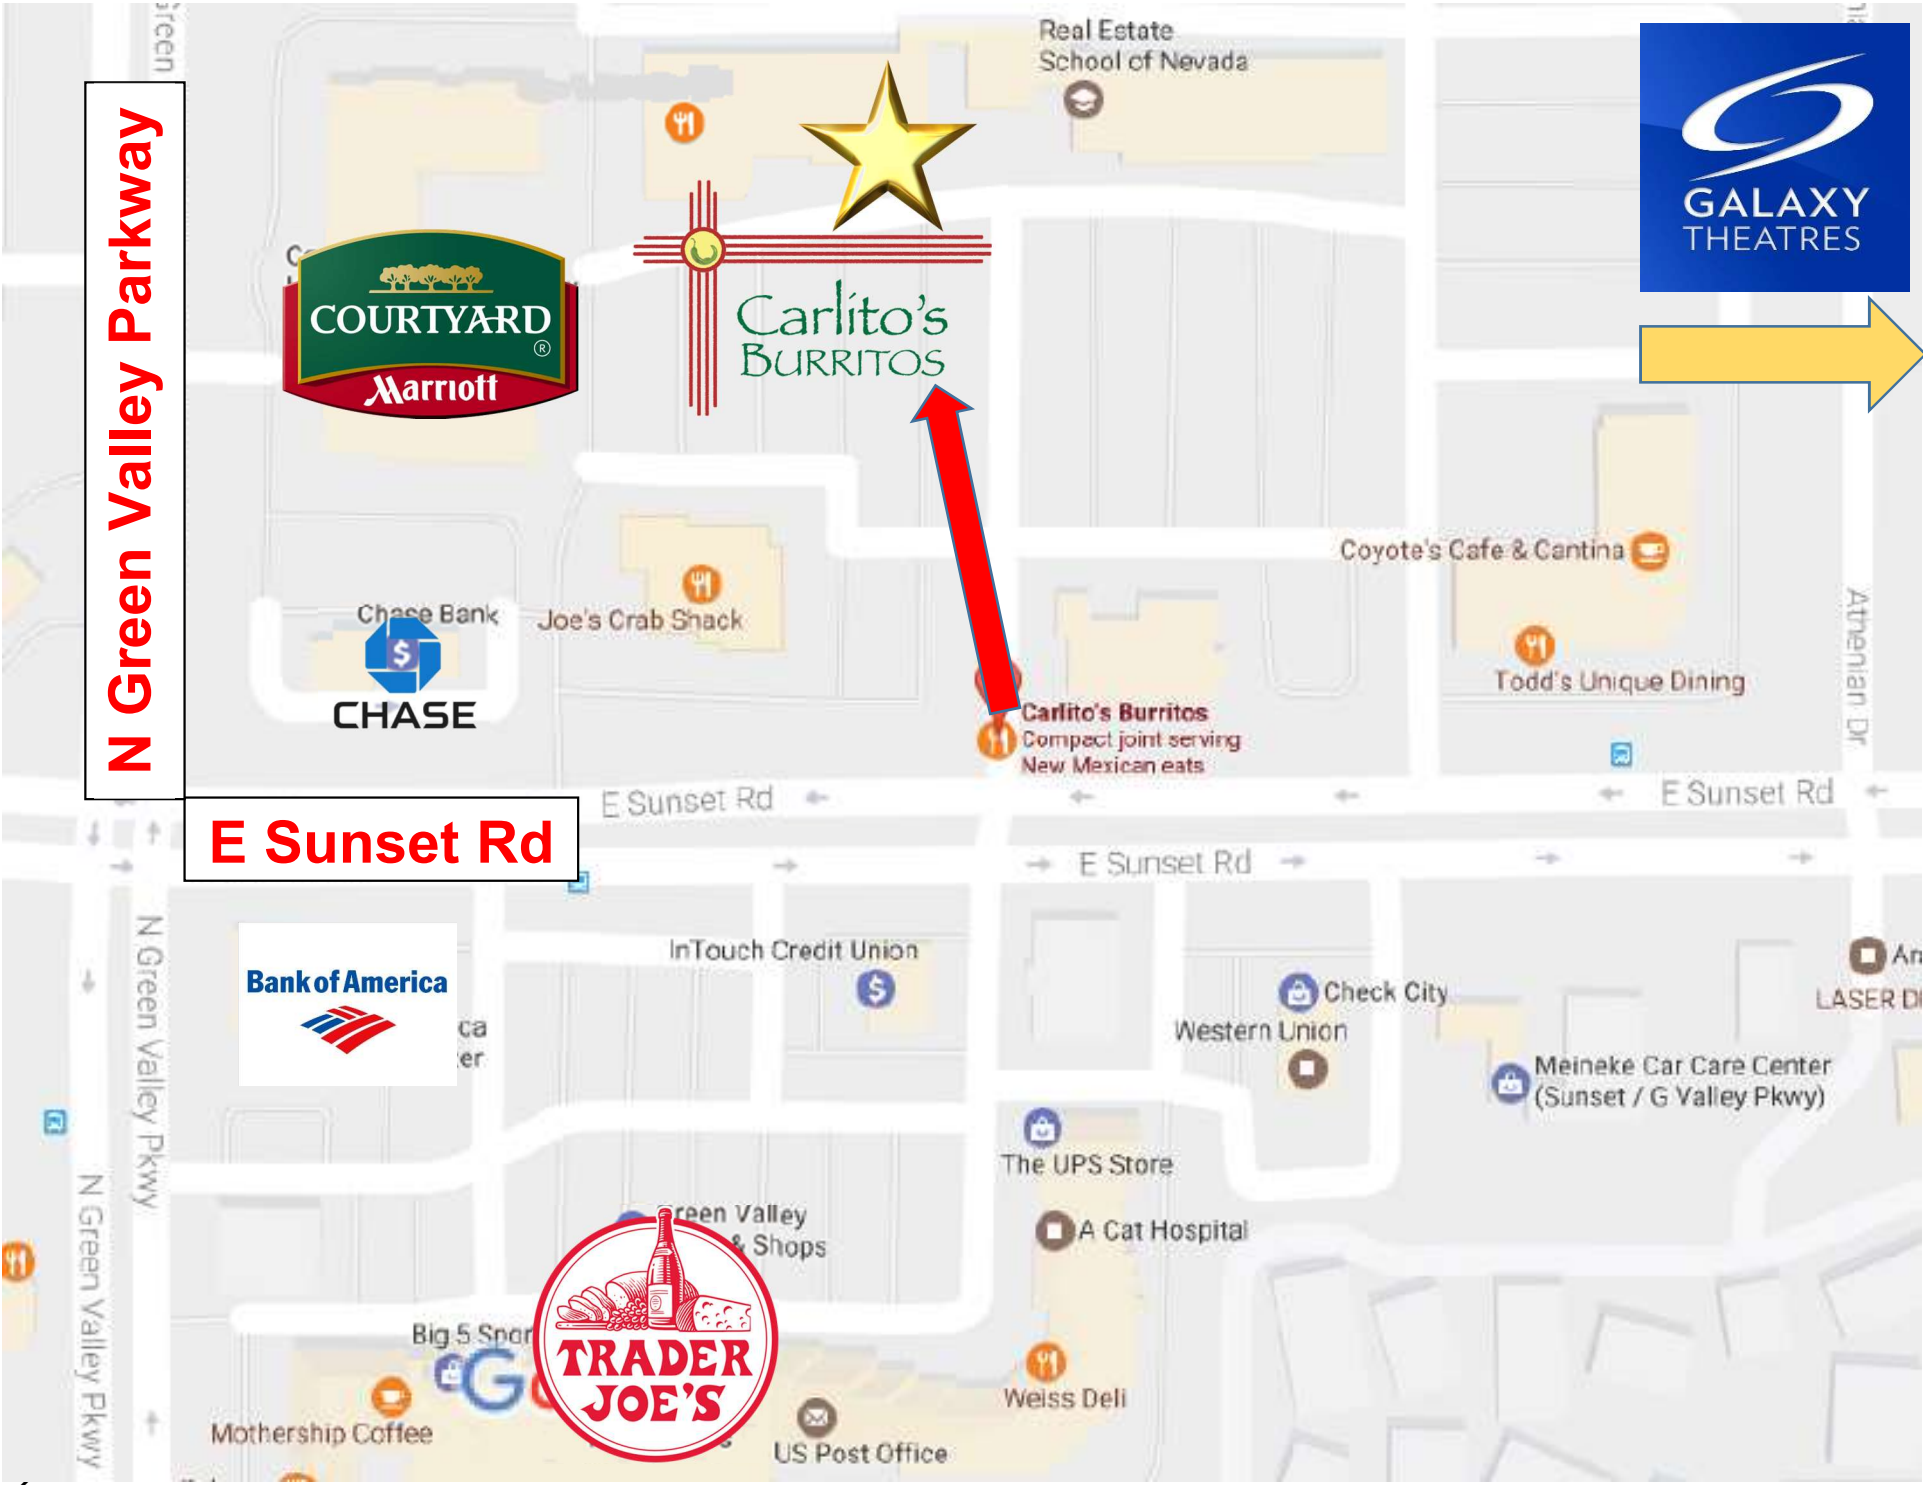 Green
Real Estate
School of Nevada
GALAXY
THEATRES
N Green Valley Parkway
COURTYARD
®
Marriott
Carlito's
BURRITOS
Coyote's Cafe & Cantina
Chase Bank
$
CHASE
Joe's Crab Shack
Todd's Unique Dining
Athenian Dr
Carlito's Burritos
Compact joint serving
New Mexican eats
E Sunset Rd
E Sunset Rd
E Sunset Rd
E Sunset Rd
N Green Valley Pkwy
Bank of America
ca
er
InTouch Credit Union
$
Check City
Western Union
LASER
Meineke Car Care Center
(Sunset / G Valley Pkwy)
The UPS Store
N Green Valley Pkwy
reen Valley
& Shops
A Cat Hospital
Big 5 Spor
G
TRADER
JOE'S
Weiss Deli
Mothership Coffee
US Post Office